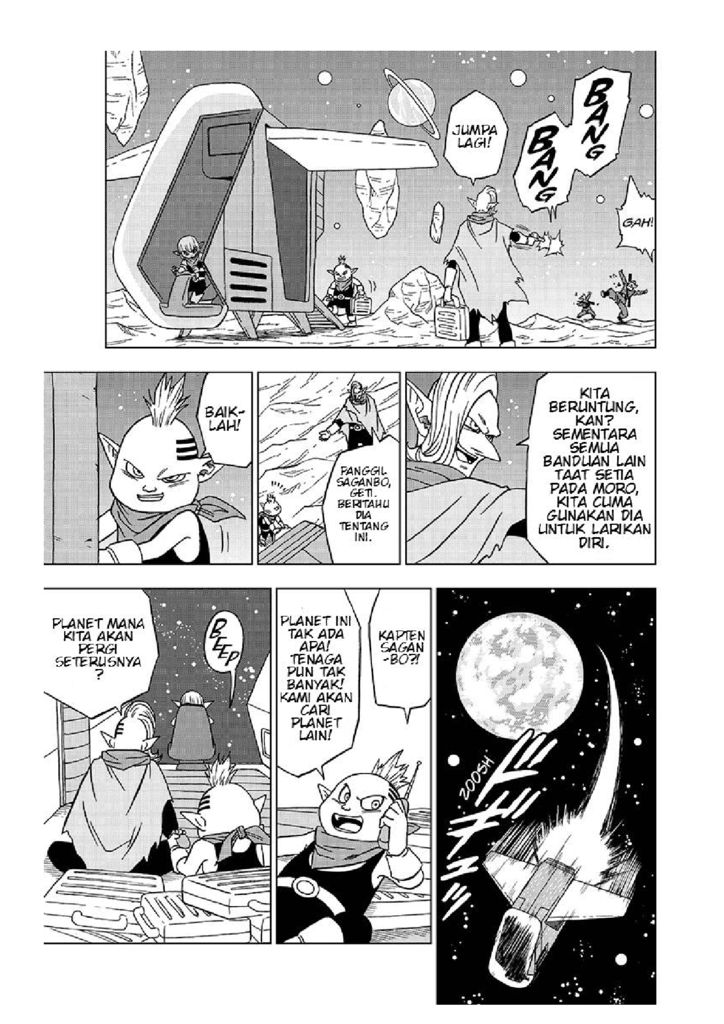 BANG
BANG
JUMPA
LAGI!
GAH!
KITA
BERUNTUNG,
KAN?
SEMENTARA
SEMUA
BANDUAN LAIN
TAAT SETIA
PADA MORO,
KITA CUMA
GUNAKAN DIA
UNTUK LARIKAN
DIRI.
PANGGIL
SAGANBO,
GETI.
BERITAHU
DIA
TENTANG
INI.
BAIK-
LAH!
ZOOSH
KAPTEN
SAGAN
-BO?!
PLANET INI
TAK ADA
APA!
TENAGA
PUN TAK
BANYAK!
KAMI AKAN
CARI
PLANET
LAIN!
BEEP
PLANET MANA
KITA AKAN
PERGI
SETERUSNYA
?